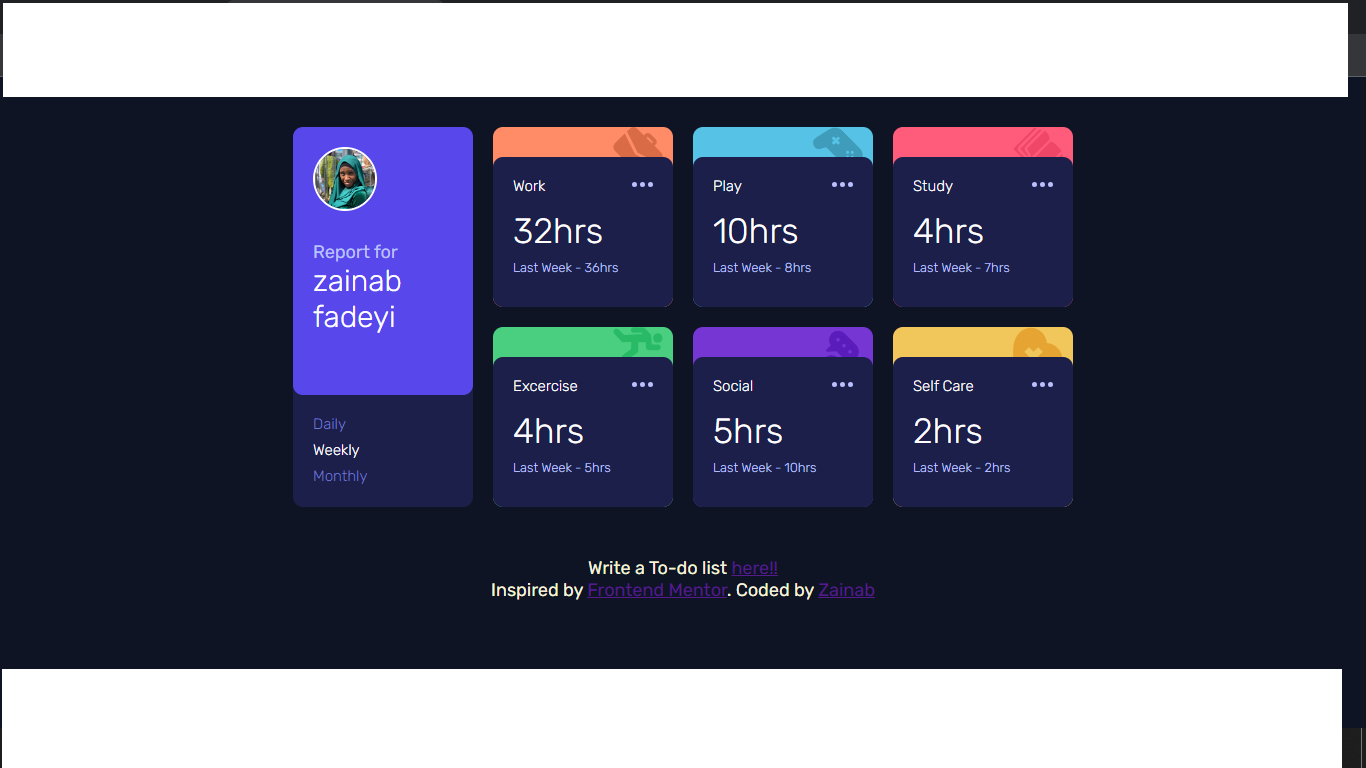 Report for
zainab
fadeyi
Daily
Weekly
Monthly
Work
32hrs
Last Week - 36hrs
Play
10hrs
Last Week - 8hrs
Study
4hrs
Last Week - 7hrs
Excercise
4hrs
Last Week - 5hrs
Social
5hrs
Last Week - 10hrs
Self Care
2hrs
Last Week - 2hrs
Write a To-do list here!!
Inspired by Frontend Mentor. Coded by Zainab